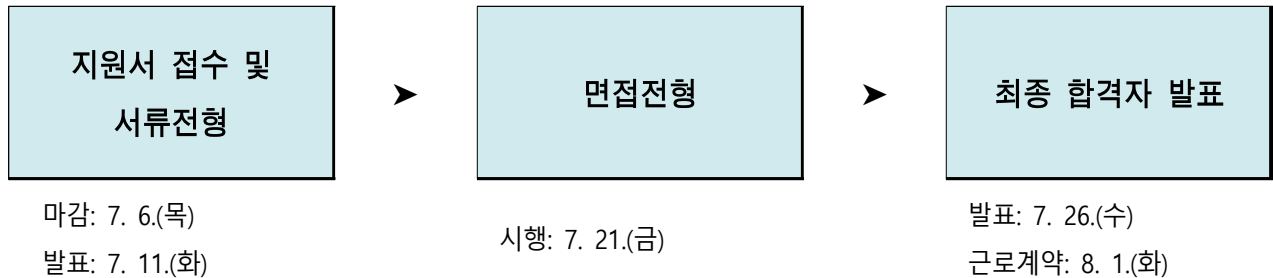 지원서 접수 및
서류전형
➤
면접전형
➤
최종 합격자 발표
마감: 7. 6.(목)
발표: 7. 11.(화)
시행: 7. 21.(금)
발표: 7. 26.(수)
근로계약: 8. 1.(화)